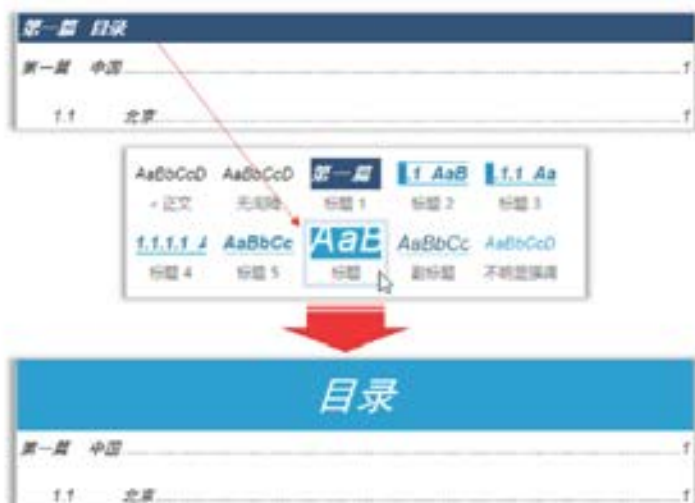 第一篇 目录
第一篇 中国 1
1.1 北京 1
AaBbCcD AaBbCcD 第一篇 1.1 AaB 1.1.1 Aa
正文 无间隔 标题 1 标题 2 标题 3
1.1.1.1 A AaBbCc AaB AaBbCc AaBbCcD
标题 4 标题 5 标题 副标题 不明显强调
目录
第一篇 中国 1
1.1 北京 1